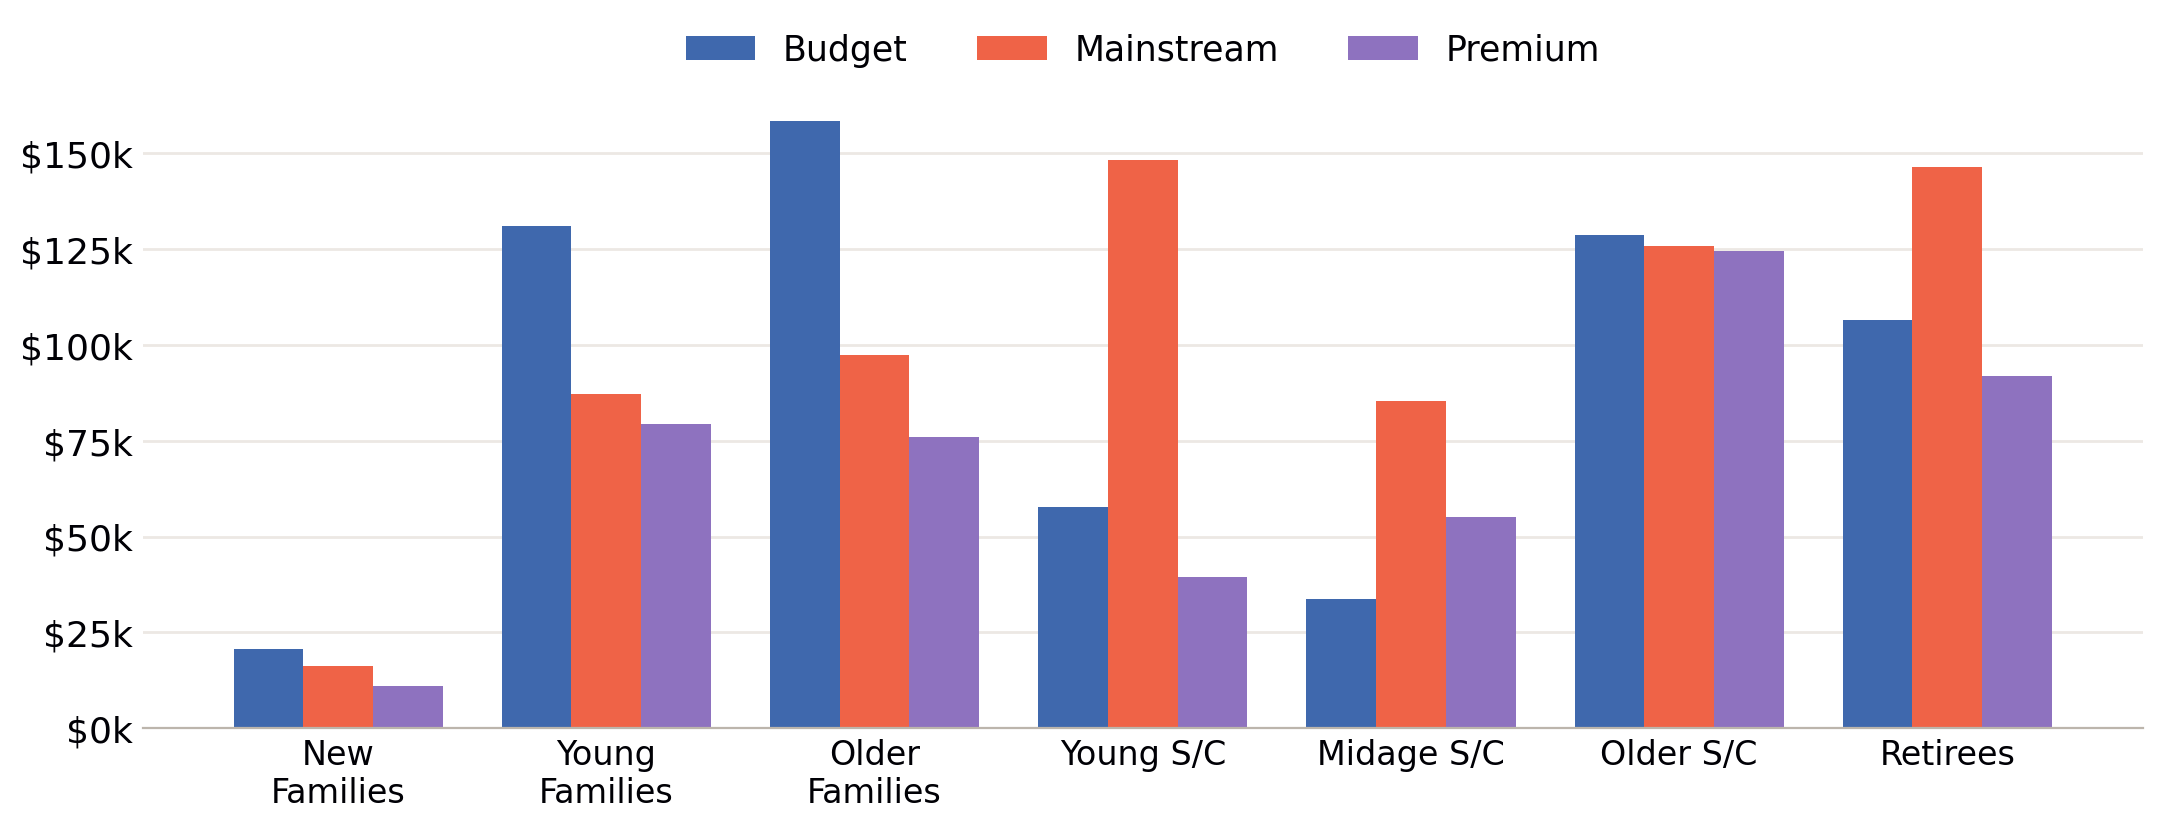 Budget Mainstream Premium
$150k
$125k
$100k
$75k
$50k
$25k
$0k
New Families
Young Families
Older Families
Young S/C
Midage S/C
Older S/C
Retirees